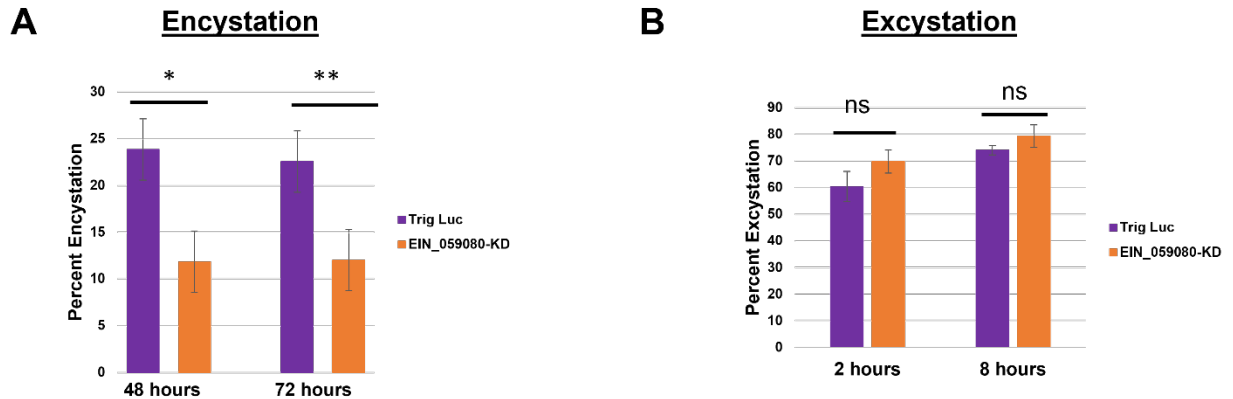 A
Encystation
*
**
Percent Encystation
30
25
20
15
10
5
0
48 hours
72 hours
Trig Luc
EIN_059080-KD
B
Excystation
ns
ns
Percent Excystation
90
80
70
60
50
40
30
20
10
0
2 hours
8 hours
Trig Luc
EIN_059080-KD